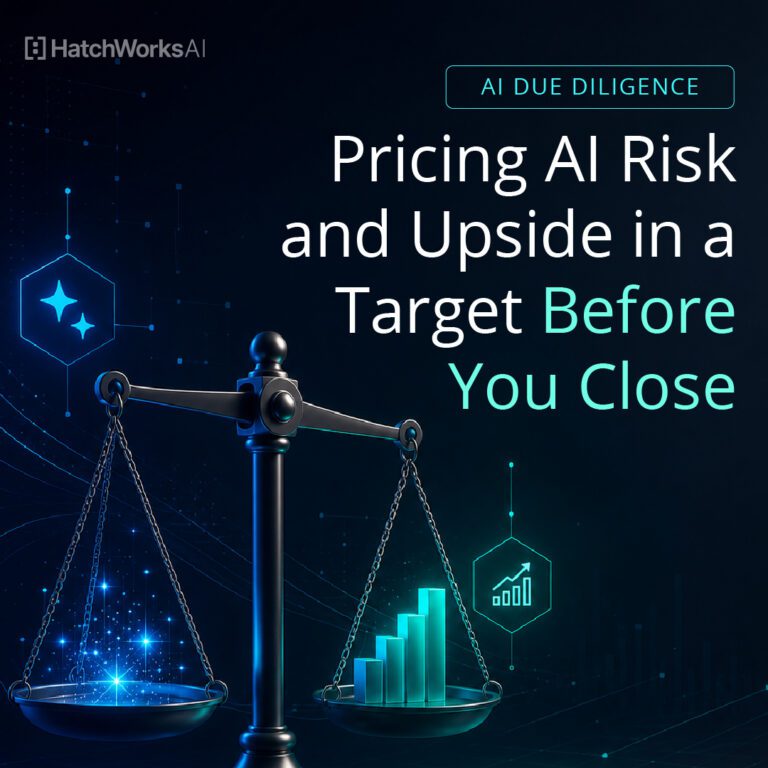 HatchWorksAI
AI DUE DILIGENCE
Pricing AI Risk
and Upside in a
Target Before
You Close